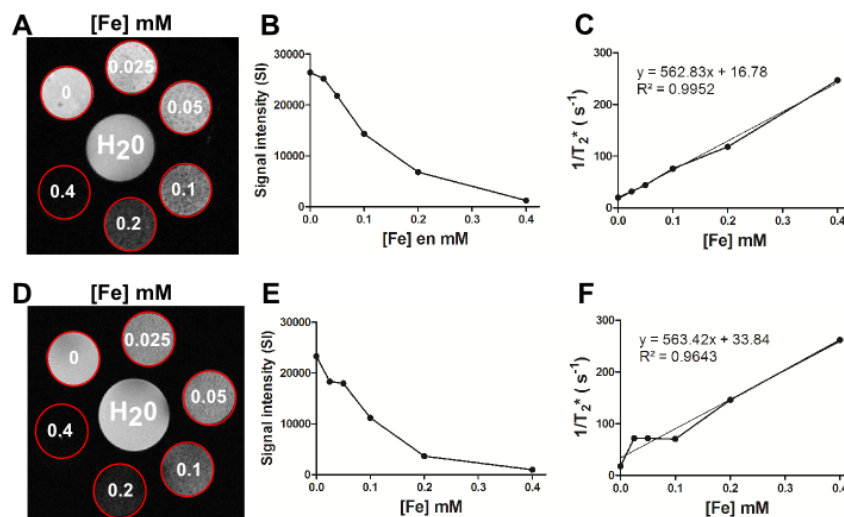 A
[Fe] mM
0
0.025
0.05
H20
0.4
0.1
0.2
B
Signal intensity (SI)
30000
20000
10000
0
0.0 0.1 0.2 0.3 0.4
[Fe] en mM
C
1/T2* ( s-1)
300
200
100
0
y = 562.83x + 16.78
R² = 0.9952
0.0 0.1 0.2 0.3 0.4
[Fe] mM
D
[Fe] mM
0
0.025
0.05
H20
0.4
0.1
0.2
E
Signal intensity (SI)
30000
20000
10000
0
0.0 0.1 0.2 0.3 0.4
[Fe] en mM
F
1/T2* ( s-1)
300
200
100
0
y = 563.42x + 33.84
R² = 0.9643
0.0 0.1 0.2 0.3 0.4
[Fe] mM